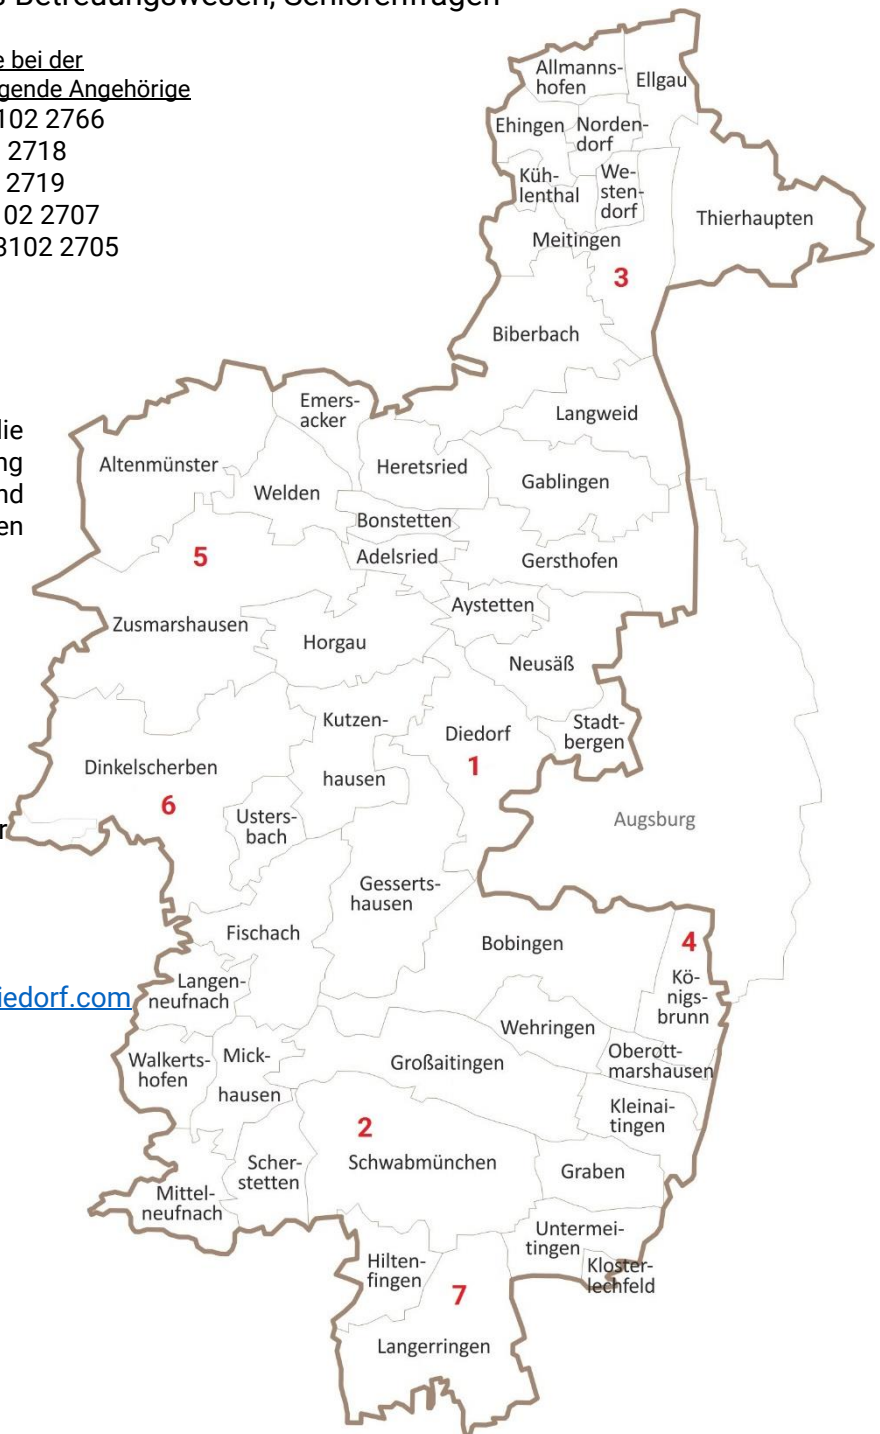 Betreuungswesen, Seniorenfragen
e bei der
gende Angehörige
102 2766
2718
2719
02 2707
3102 2705
Allmanns-
hofen
Ellgau
Ehingen
Norden-
dorf
Küh-
lenthal
We-
sten-
dorf
Thierhaupten
Meitingen
3
Biberbach
Emers-
acker
Langweid
die
ng
nd
en
Altenmünster
Heretsried
Gablingen
Welden
Bonstetten
Adelsried
Gersthofen
5
Aystetten
Zusmarshausen
Horgau
Neusäß
Kutzen-
hausen
Diedorf
1
Stadt-
bergen
Dinkelscherben
6
Usters-
bach
Augsburg
r
Gesserts-
hausen
Fischach
Bobingen
4
Kö-
nigs-
brunn
iedorf.com
Langen-
neufnach
Wehringen
Walkerts-
hofen
Mick-
hausen
Großaitingen
Oberott-
marshausen
Kleinai-
tingen
2
Schwabmünchen
Scher-
stetten
Graben
Mittel-
neufnach
Untermei-
tingen
Hilten-
fingen
Kloster-
lechfeld
7
Langerringen